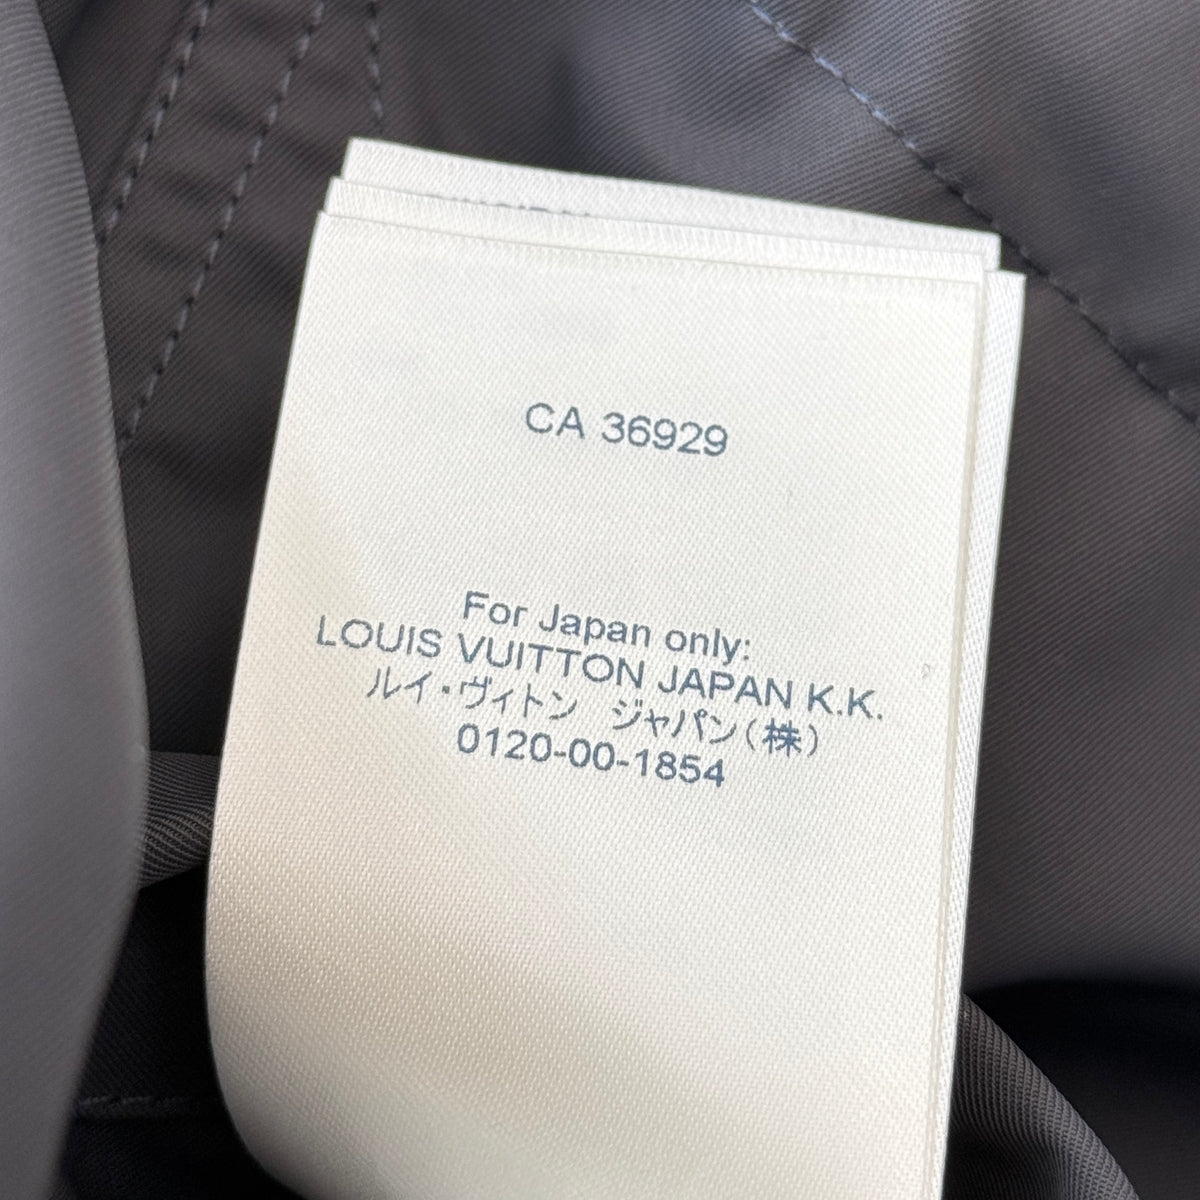 CA 36929
For Japan only:
LOUIS VUITTON JAPAN K.K.
ルイ・ヴィトン ジャパン(株)
0120-00-1854